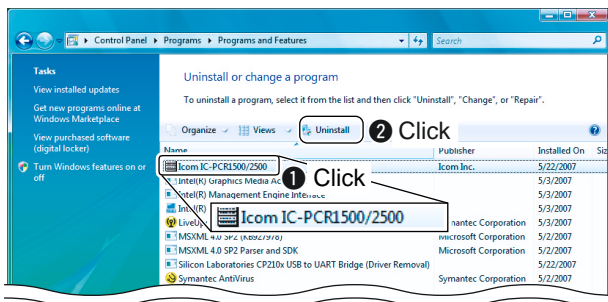 Control Panel ▸ Programs ▸ Programs and Features
Search
Tasks
View installed updates
Get new programs online at
Windows Marketplace
View purchased software
(digital locker)
Turn Windows features on or
off
Uninstall or change a program
To uninstall a program, select it from the list and then click "Uninstall", "Change", or "Repair".
Organize Views Uninstall ❷ Click
Name Publisher Installed On Siz
Icom IC-PCR1500/2500 Icom Inc. 5/22/2007
Intel(R) Graphics Media Ac 5/3/2007
❶ Click
Intel(R) Management Engine Interface 5/3/2007
Intel(R) 5/3/2007
Icom IC-PCR1500/2500
LiveUp nantec Corporation 5/3/2007
MSXML 4.0 SP2 (KB927978) Microsoft Corporation 5/2/2007
MSXML 4.0 SP2 Parser and SDK Microsoft Corporation 5/2/2007
Silicon Laboratories CP210x USB to UART Bridge (Driver Removal) 5/22/2007
Symantec AntiVirus Symantec Corporation 5/2/2007